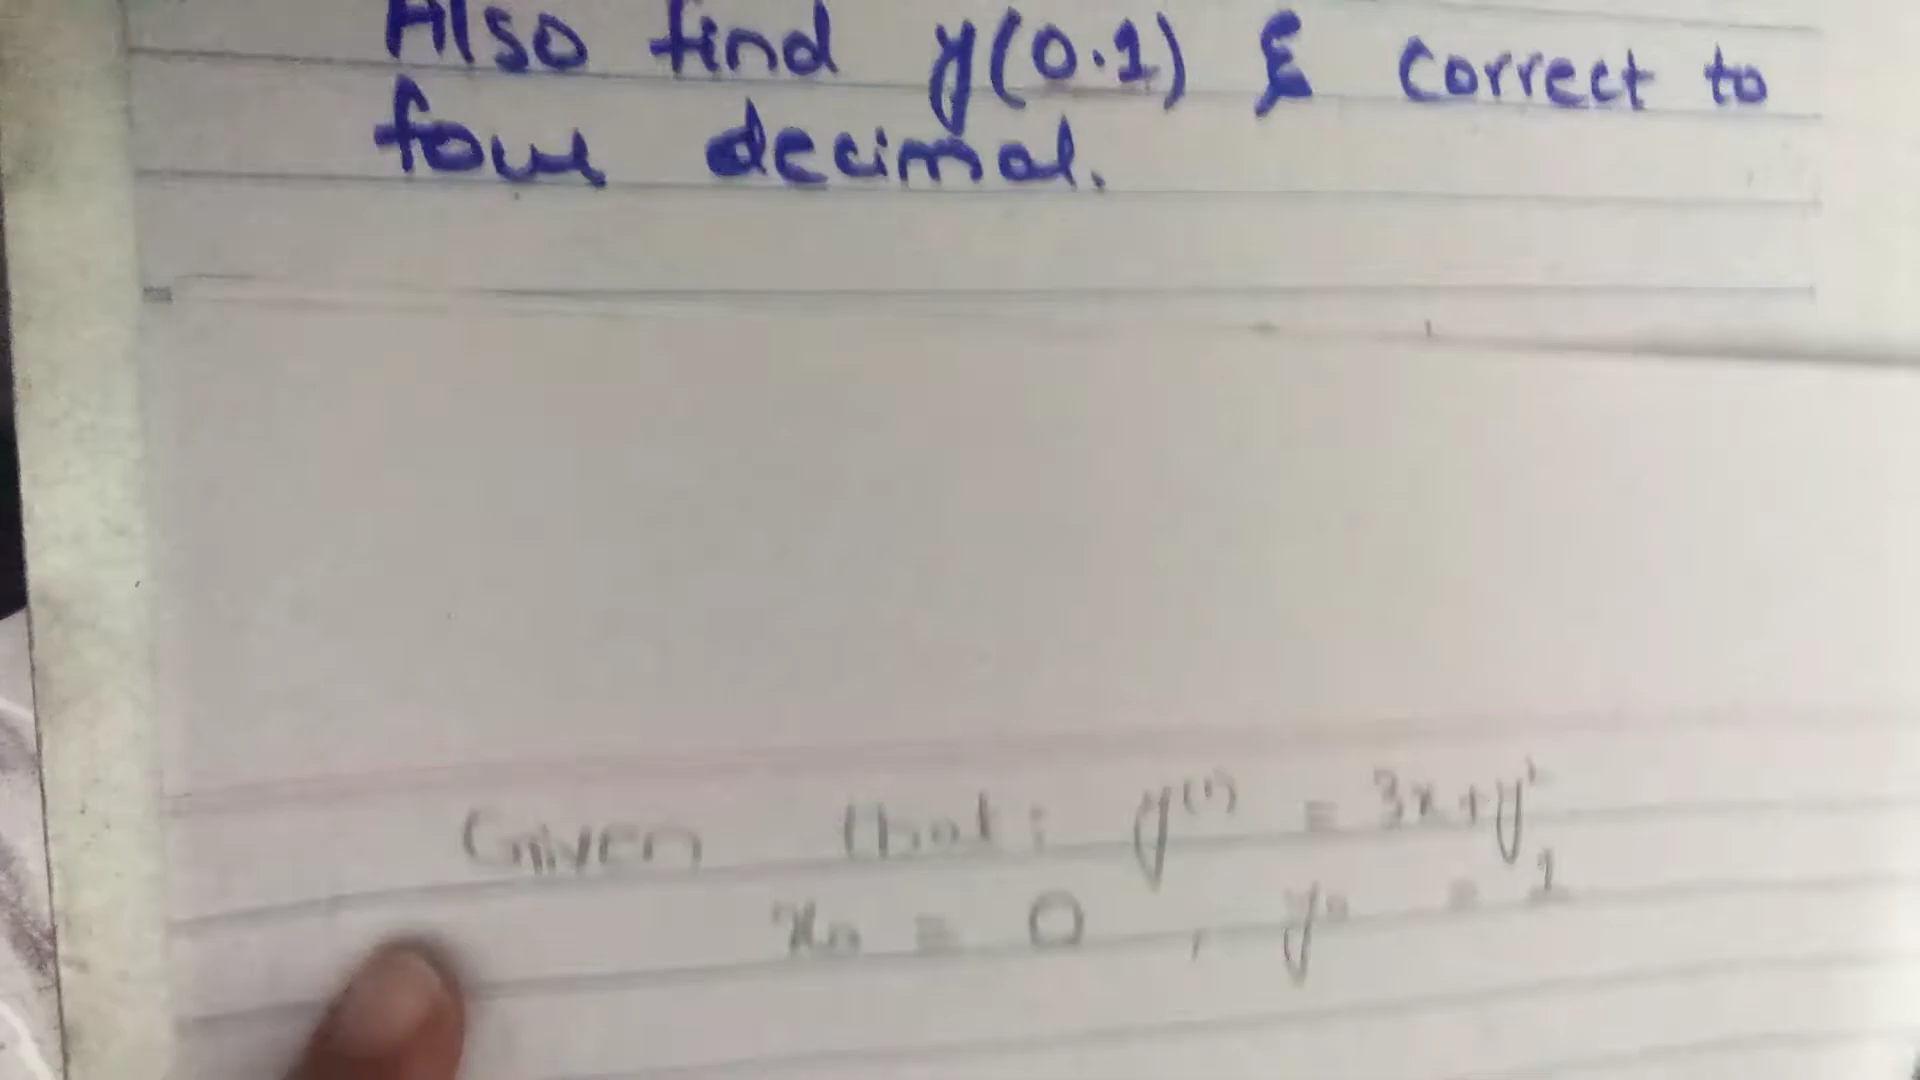 Also find y(0.1) & correct to
four decimal.
Given that: y⁽¹⁾ = 3x+y²
x₀ = 0 , y₀ = 1